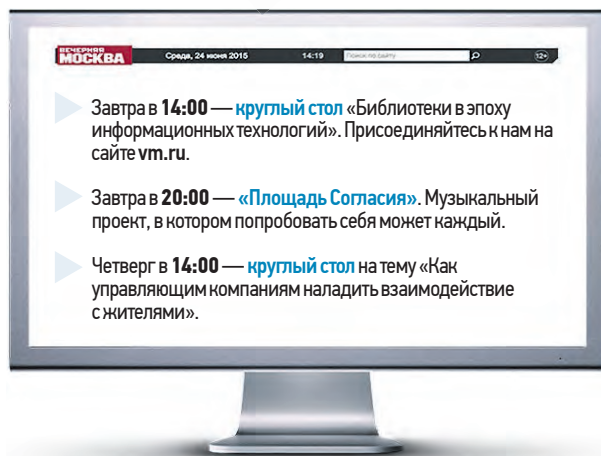 ВЕЧЕРНЯЯ
МОСКВА Среда, 24 июня 2015 14:19 Поиск по сайту 12+
Завтра в 14:00 — круглый стол «Библиотеки в эпоху
информационных технологий». Присоединяйтесь к нам на
сайте vm.ru.
Завтра в 20:00 — «Площадь Согласия». Музыкальный
проект, в котором попробовать себя может каждый.
Четверг в 14:00 — круглый стол на тему «Как
управляющим компаниям наладить взаимодействие
с жителями».